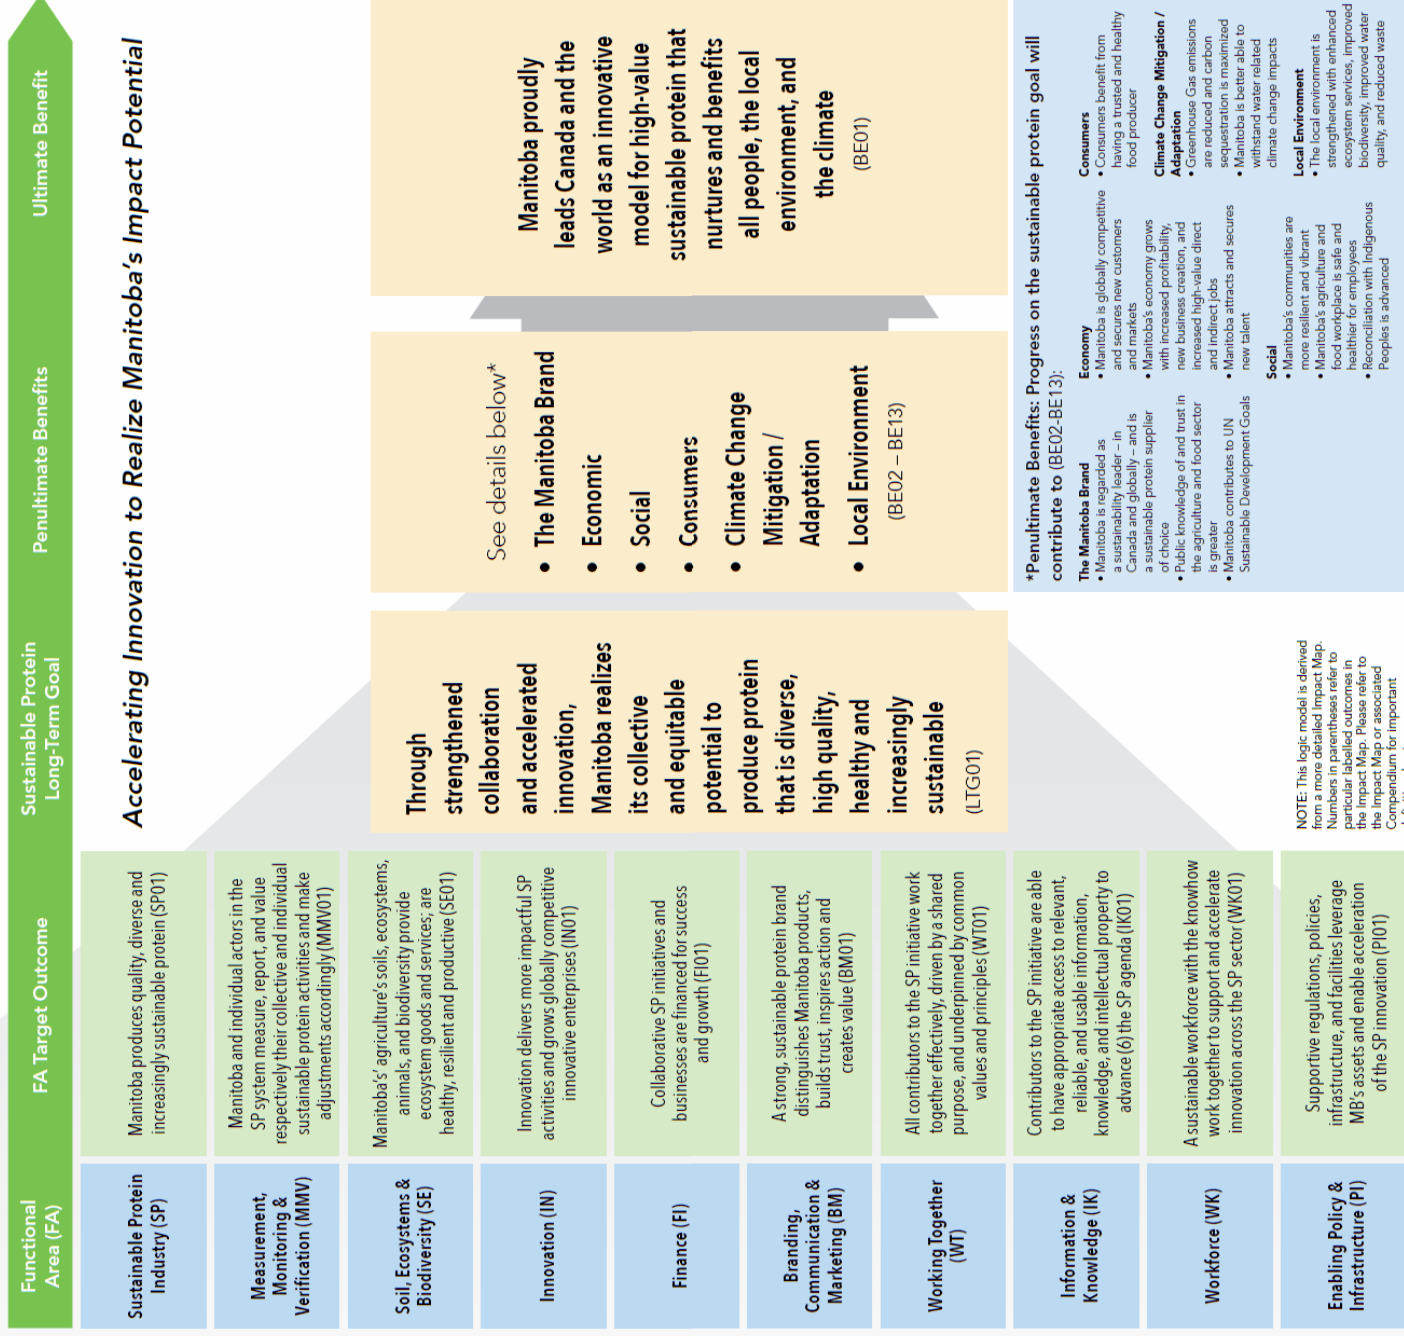 Functional
Area (FA)
FA Target Outcome
Sustainable Protein
Long-Term Goal
Penultimate Benefits
Ultimate Benefit
Accelerating Innovation to Realize Manitoba's Impact Potential
Sustainable Protein
Industry (SP)
Manitoba produces quality, diverse and
increasingly sustainable protein (SP01)
Measurement,
Monitoring &
Verification (MMV)
Manitoba and individual actors in the
SP system measure, report, and value
respectively their collective and individual
sustainable protein activities and make
adjustments accordingly (MMV01)
Soil, Ecosystems &
Biodiversity (SE)
Manitoba's' agriculture's soils, ecosystems,
animals, and biodiversity provide
ecosystem goods and services; are
healthy, resilient and productive (SE01)
Innovation (IN)
Innovation delivers more impactful SP
activities and grows globally competitive
innovative enterprises (IN01)
Finance (FI)
Collaborative SP initiatives and
businesses are financed for success
and growth (FI01)
Branding,
Communication &
Marketing (BM)
A strong, sustainable protein brand
distinguishes Manitoba products,
builds trust, inspires action and
creates value (BM01)
Working Together
(WT)
All contributors to the SP initiative work
together effectively, driven by a shared
purpose, and underpinned by common
values and principles (WT01)
Information &
Knowledge (IK)
Contributors to the SP initiative are able
to have appropriate access to relevant,
reliable, and usable information,
knowledge, and intellectual property to
advance (6) the SP agenda (IK01)
Workforce (WK)
A sustainable workforce with the knowhow
work together to support and accelerate
innovation across the SP sector (WK01)
Enabling Policy &
Infrastructure (PI)
Supportive regulations, policies,
infrastructure, and facilities leverage
MB's assets and enable acceleration
of the SP innovation (PI01)
Through
strengthened
collaboration
and accelerated
innovation,
Manitoba realizes
its collective
and equitable
potential to
produce protein
that is diverse,
high quality,
healthy and
increasingly
sustainable
(LTG01)
See details below*
• The Manitoba Brand
• Economic
• Social
• Consumers
• Climate Change
Mitigation /
Adaptation
• Local Environment
(BE02 – BE13)
Manitoba proudly
leads Canada and the
world as an innovative
model for high-value
sustainable protein that
nurtures and benefits
all people, the local
environment, and
the climate
(BE01)
*Penultimate Benefits: Progress on the sustainable protein goal will
contribute to (BE02-BE13):
The Manitoba Brand
• Manitoba is regarded as
a sustainability leader – in
Canada and globally – and is
a sustainable protein supplier
of choice
• Public knowledge of and trust in
the agriculture and food sector
is greater
• Manitoba contributes to UN
Sustainable Development Goals
Economy
• Manitoba is globally competitive
and secures new customers
and markets
• Manitoba's economy grows
with increased profitability,
new business creation, and
increased high-value direct
and indirect jobs
• Manitoba attracts and secures
new talent
Social
• Manitoba's communities are
more resilient and vibrant
• Manitoba's agriculture and
food workplace is safe and
healthier for employees
• Reconciliation with Indigenous
Peoples is advanced
Consumers
• Consumers benefit from
having a trusted and healthy
food producer
Climate Change Mitigation /
Adaptation
• Greenhouse Gas emissions
are reduced and carbon
sequestration is maximized
• Manitoba is better able to
withstand water related
climate change impacts
Local Environment
• The local environment is
strengthened with enhanced
ecosystem services, improved
biodiversity, improved water
quality, and reduced waste
NOTE: This logic model is derived
from a more detailed Impact Map.
Numbers in parentheses refer to
particular labelled outcomes in
the Impact Map. Please refer to
the Impact Map or associated
Compendium for important